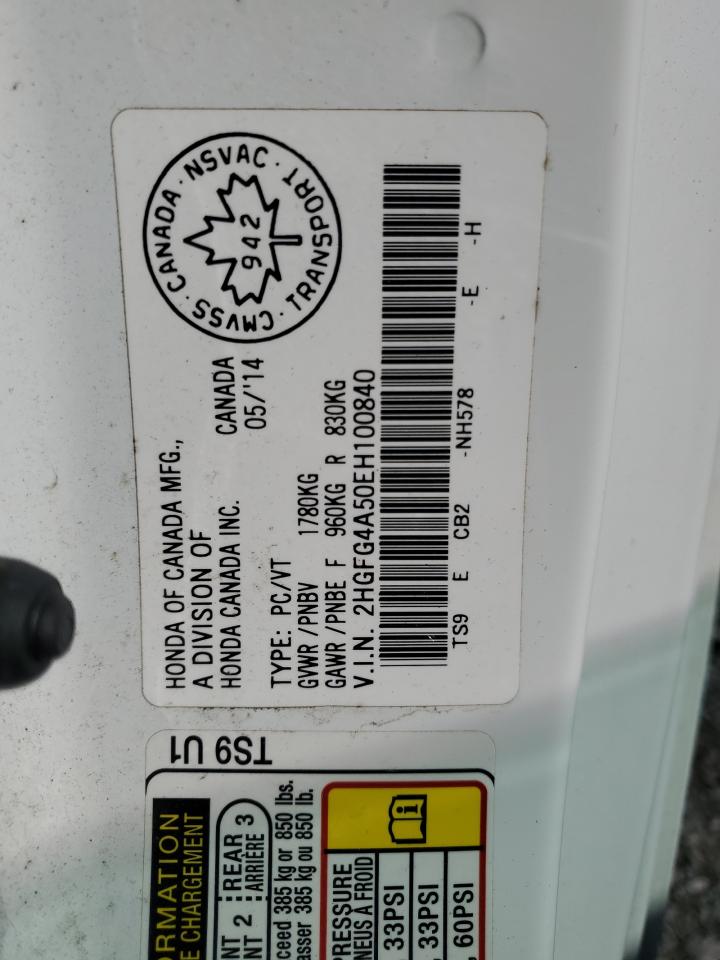 HONDA OF CANADA MFG.,
A DIVISION OF
HONDA CANADA INC.
CANADA
05/'14
CMVSS · CANADA · NSVAC · TRANSPORT ·
942
TYPE: PC/VT
GVWR /PNBV 1780KG
GAWR /PNBE F 960KG R 830KG
V.I.N. 2HGFG4A50EH100840
TS9 E CB2 -NH578 -E -H
TS9 U1
ORMATION
E CHARGEMENT
NT 2 : REAR 3
NT 2 : ARRIÈRE 3
ceed 385 kg or 850 lbs.
asser 385 kg ou 850 lb.
PRESSURE
NEUS À FROID
, 33PSI
, 33PSI
, 60PSI